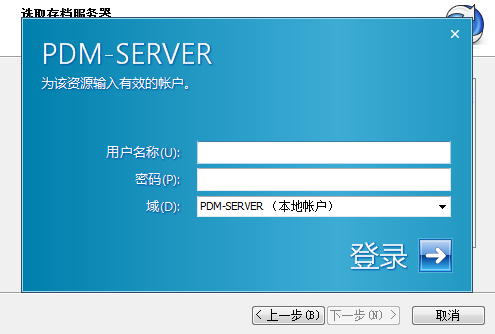 选取存档服务器
PDM-SERVER
为该资源输入有效的帐户。
用户名称(U):
密码(P):
域(D):
PDM-SERVER （本地帐户）
登录
< 上一步(B)
下一步(N) >
取消